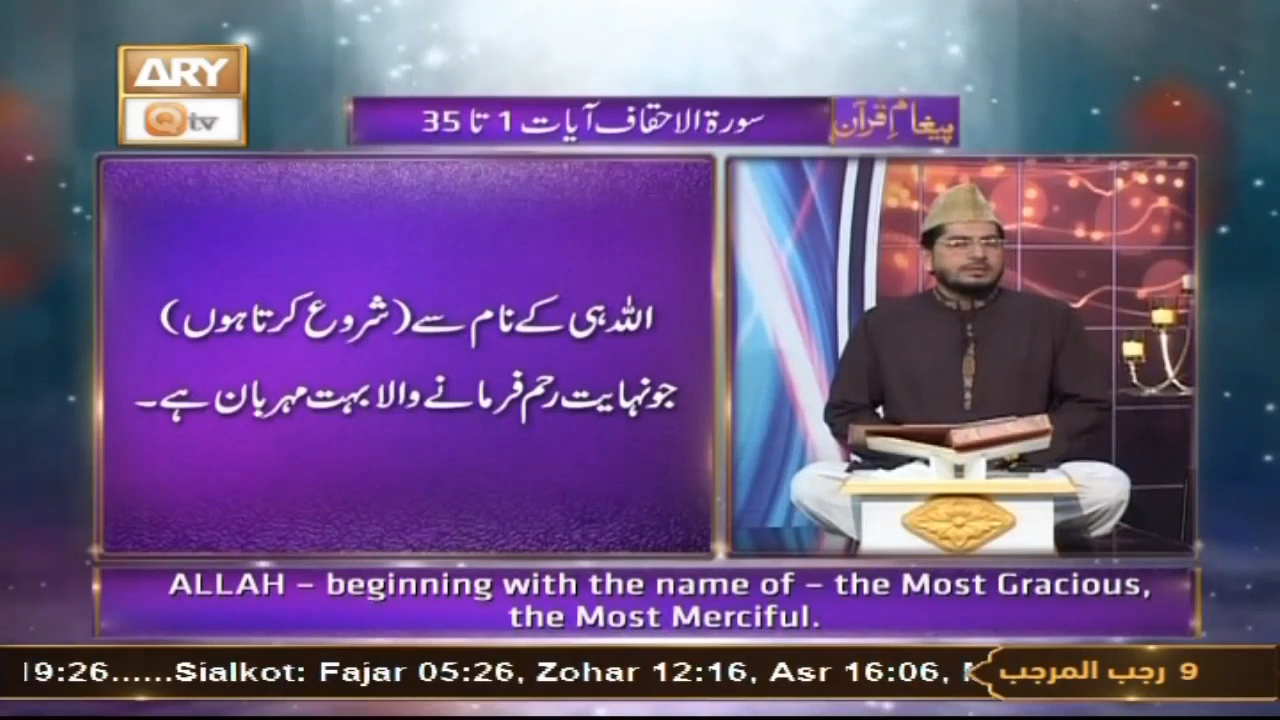 ARY
Qtv
پیغام قرآن
سورۃ الاحقاف آیات 1 تا 35
اللہ ہی کے نام سے (شروع کرتا ہوں)
جو نہایت رحم فرمانے والا بہت مہربان ہے۔
ALLAH – beginning with the name of – the Most Gracious,
the Most Merciful.
19:26......Sialkot: Fajar 05:26, Zohar 12:16, Asr 16:06,
9 رجب المرجب